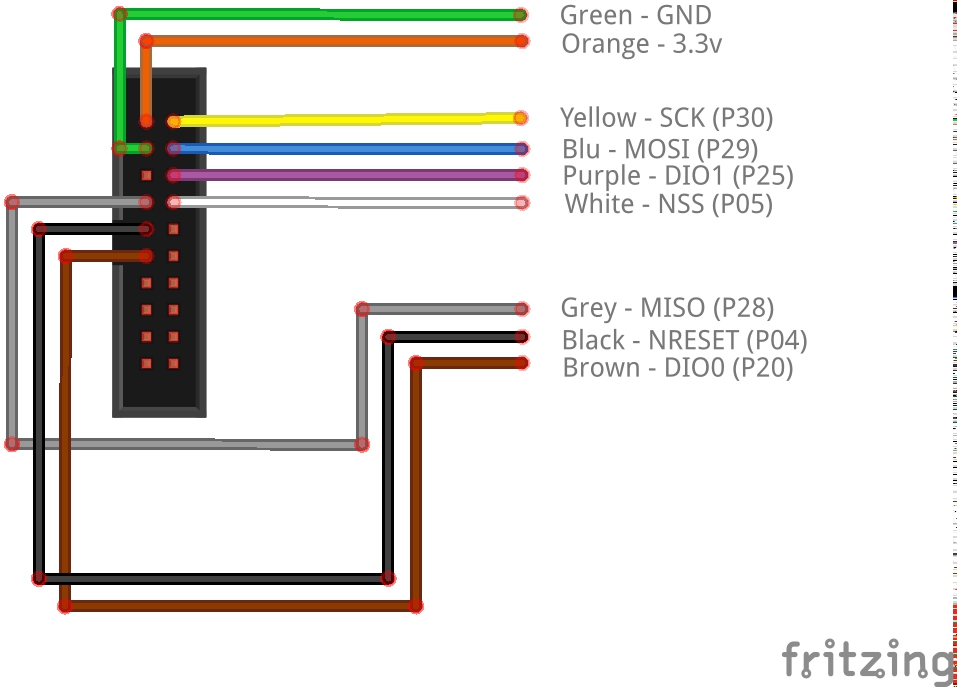 Green - GND
Orange - 3.3v
Yellow - SCK (P30)
Blu - MOSI (P29)
Purple - DIO1 (P25)
White - NSS (P05)
Grey - MISO (P28)
Black - NRESET (P04)
Brown - DIO0 (P20)
fritzing